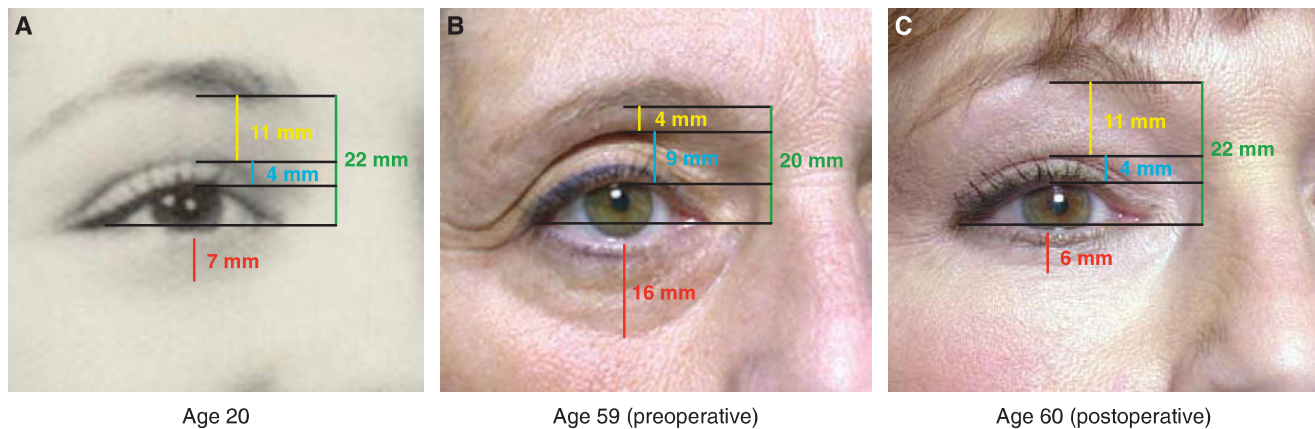 A
11 mm
22 mm
4 mm
7 mm
Age 20
B
4 mm
9 mm
20 mm
16 mm
Age 59 (preoperative)
C
11 mm
22 mm
4 mm
6 mm
Age 60 (postoperative)